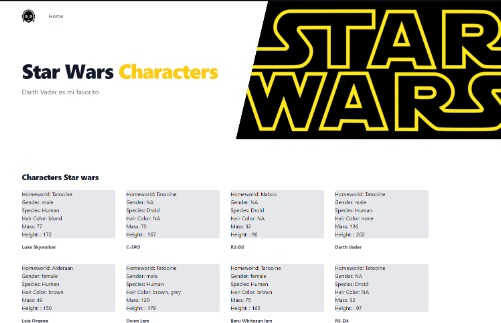 Home
STAR
WARS
Star Wars Characters
Darth Vader es mi favorito
Characters Star wars
Homeworld: Tatooine
Gender: male
Species: Human
Hair Color: blond
Mass: 77
Height : 172
Luke Skywalker
Homeworld: Tatooine
Gender: NA
Species: Droid
Hair Color: NA
Mass: 75
Height : 167
C-3PO
Homeworld: Naboo
Gender: NA
Species: Droid
Hair Color: NA
Mass: 32
Height : 96
R2-D2
Homeworld: Tatooine
Gender: male
Species: Human
Hair Color: none
Mass: 136
Height : 202
Darth Vader
Homeworld: Alderaan
Gender: female
Species: Human
Hair Color: brown
Mass: 49
Height : 150
Leia Organa
Homeworld: Tatooine
Gender: male
Species: Human
Hair Color: brown, grey
Mass: 120
Height : 178
Owen Lars
Homeworld: Tatooine
Gender: female
Species: Human
Hair Color: brown
Mass: 75
Height : 165
Beru Whitesun lars
Homeworld: Tatooine
Gender: NA
Species: Droid
Hair Color: NA
Mass: 32
Height : 97
R5-D4